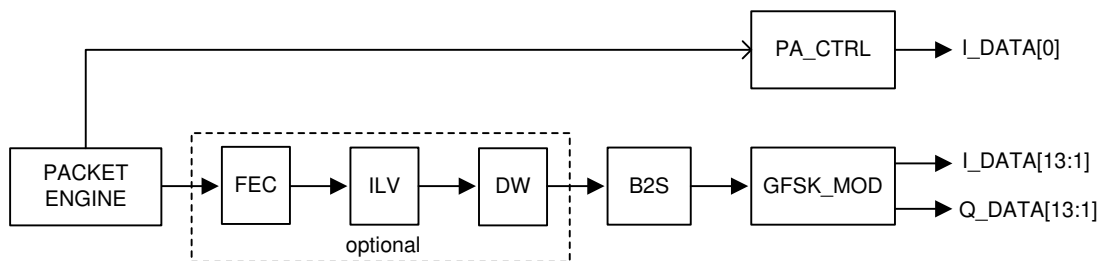 PA_CTRL
I_DATA[0]
PACKET
ENGINE
FEC
ILV
DW
B2S
GFSK_MOD
I_DATA[13:1]
Q_DATA[13:1]
optional